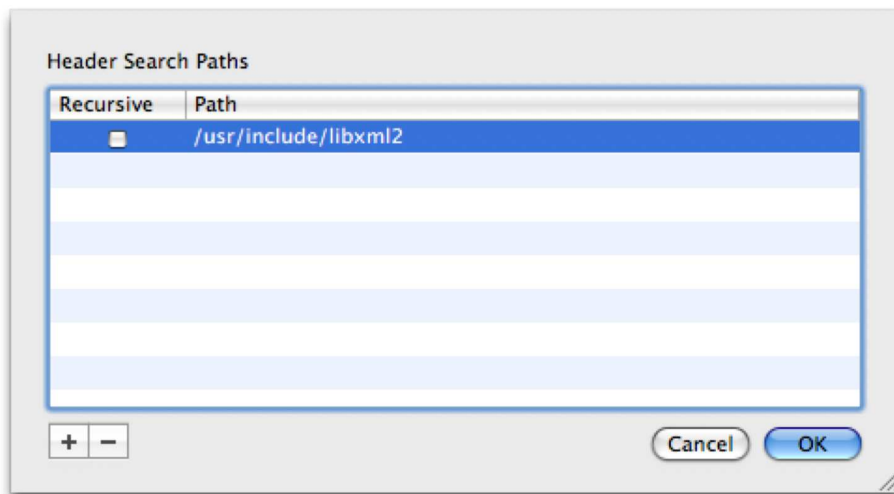 Header Search Paths
Recursive Path
/usr/include/libxml2
+ −
Cancel OK